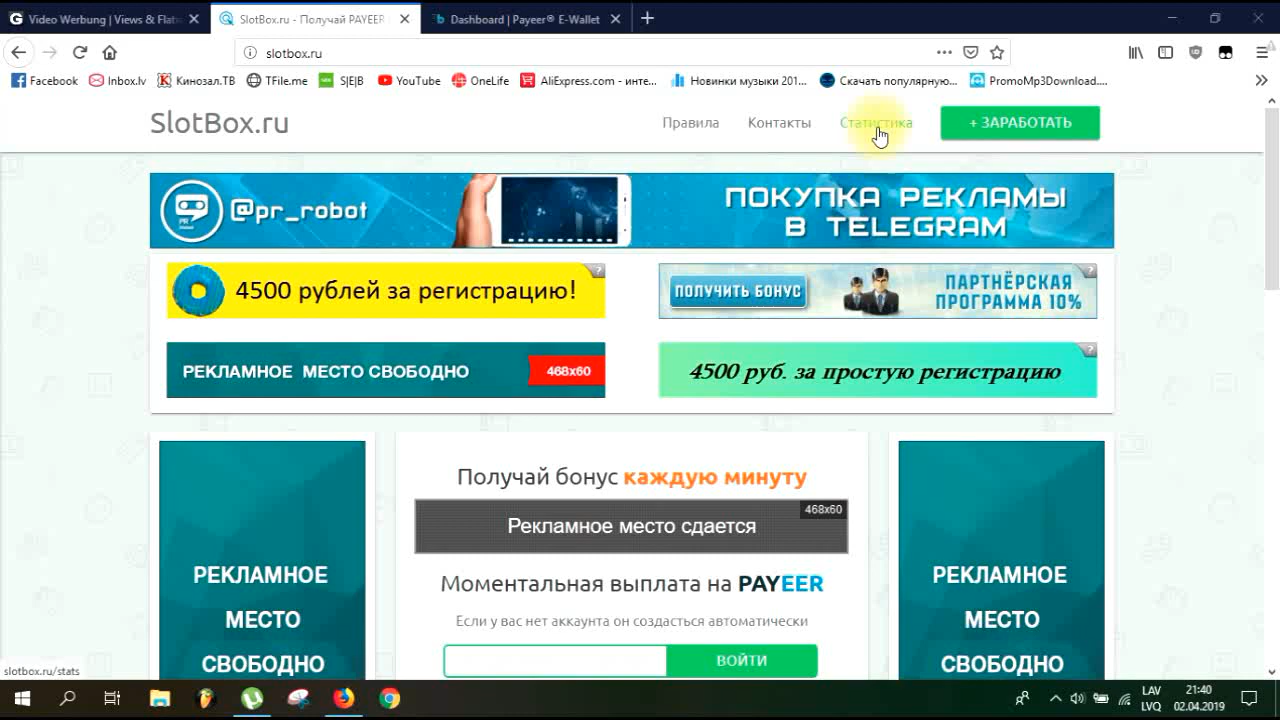 Video Werbung | Views & Flatr
SlotBox.ru - Получай PAYEER
Dashboard | Payeer® E-Wallet
slotbox.ru
Facebook
Inbox.lv
Кинозал.ТВ
TFile.me
S|E|B
YouTube
OneLife
AliExpress.com - инте...
Новинки музыки 201...
Скачать популярную...
PromoMp3Download....
SlotBox.ru
Правила
Контакты
Статистика
+ ЗАРАБОТАТЬ
@pr_robot
ПОКУПКА РЕКЛАМЫ
В TELEGRAM
4500 рублей за регистрацию!
ПОЛУЧИТЬ БОНУС
ПАРТНЁРСКАЯ
ПРОГРАММА 10%
РЕКЛАМНОЕ МЕСТО СВОБОДНО
468x60
4500 руб. за простую регистрацию
РЕКЛАМНОЕ
МЕСТО
СВОБОДНО
Получай бонус каждую минуту
468x60
Рекламное место сдается
Моментальная выплата на PAYEER
Если у вас нет аккаунта он создасться автоматически
ВОЙТИ
РЕКЛАМНОЕ
МЕСТО
СВОБОДНО
slotbox.ru/stats
LAV
LVQ
21:40
02.04.2019